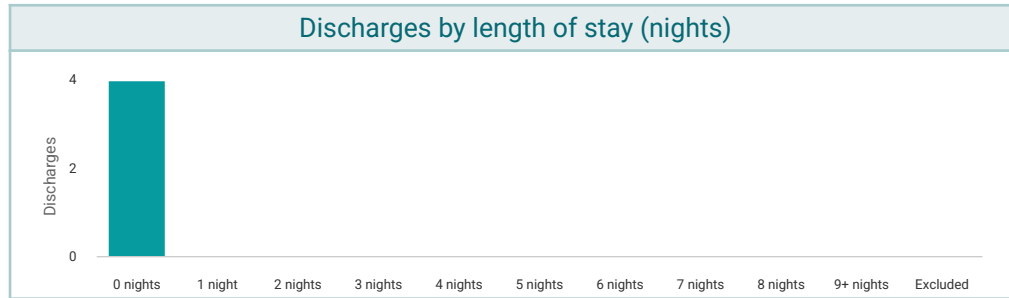 Discharges by length of stay (nights)
Discharges
4
2
0
0 nights 1 night 2 nights 3 nights 4 nights 5 nights 6 nights 7 nights 8 nights 9+ nights Excluded